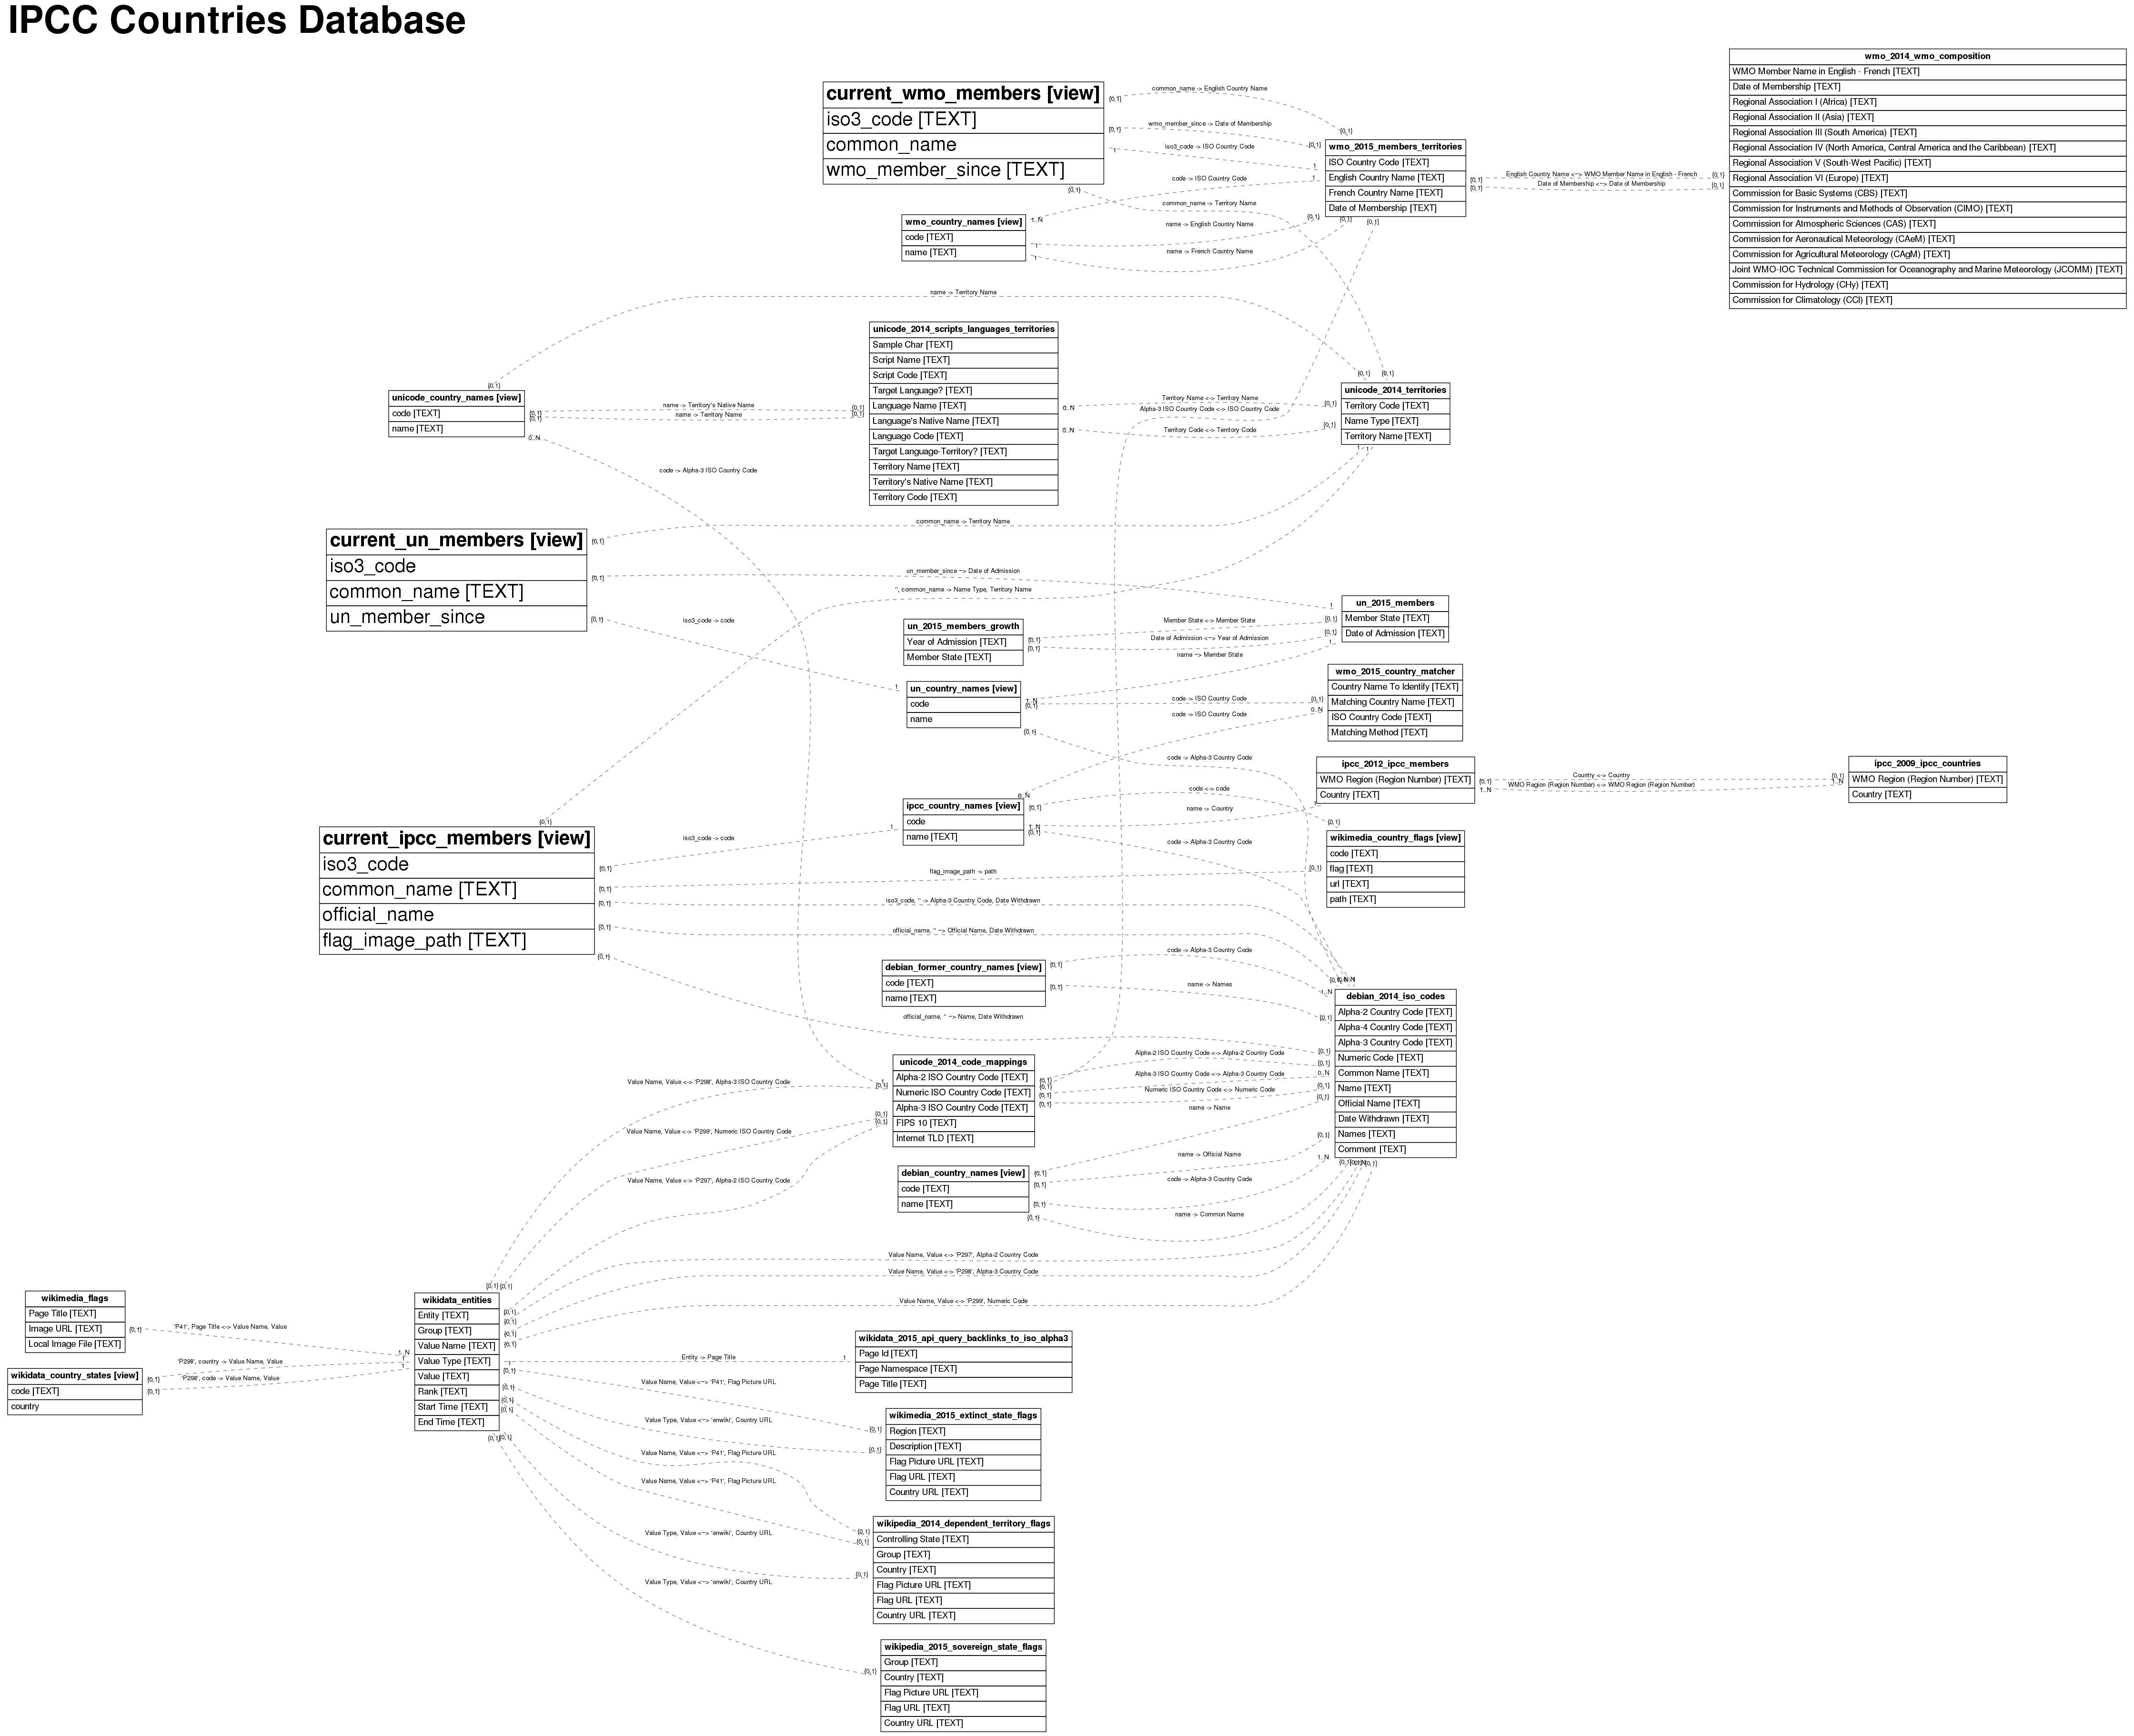 IPCC Countries Database
wmo_2014_wmo_composition
WMO Member Name in English - French [TEXT]
Date of Membership [TEXT]
Regional Association I (Africa) [TEXT]
Regional Association II (Asia) [TEXT]
Regional Association III (South America) [TEXT]
Regional Association IV (North America, Central America and the Caribbean) [TEXT]
Regional Association V (South-West Pacific) [TEXT]
Regional Association VI (Europe) [TEXT]
Commission for Basic Systems (CBS) [TEXT]
Commission for Instruments and Methods of Observation (CIMO) [TEXT]
Commission for Atmospheric Sciences (CAS) [TEXT]
Commission for Aeronautical Meteorology (CAeM) [TEXT]
Commission for Agricultural Meteorology (CAgM) [TEXT]
Joint WMO-IOC Technical Commission for Oceanography and Marine Meteorology (JCOMM) [TEXT]
Commission for Hydrology (CHy) [TEXT]
Commission for Climatology (CCl) [TEXT]
current_wmo_members [view]
iso3_code [TEXT]
common_name
wmo_member_since [TEXT]
common_name -> English Country Name
wmo_member_since -> Date of Membership
iso3_code -> ISO Country Code
code -> ISO Country Code
common_name -> Territory Name
name -> English Country Name
name -> French Country Name
wmo_2015_members_territories
ISO Country Code [TEXT]
English Country Name [TEXT]
French Country Name [TEXT]
Date of Membership [TEXT]
English Country Name <~> WMO Member Name in English - French
Date of Membership <~> Date of Membership
wmo_country_names [view]
code [TEXT]
name [TEXT]
name -> Territory Name
unicode_2014_scripts_languages_territories
Sample Char [TEXT]
Script Name [TEXT]
Script Code [TEXT]
Target Language? [TEXT]
Language Name [TEXT]
Language's Native Name [TEXT]
Language Code [TEXT]
Target Language-Territory? [TEXT]
Territory Name [TEXT]
Territory's Native Name [TEXT]
Territory Code [TEXT]
unicode_country_names [view]
code [TEXT]
name [TEXT]
name -> Territory's Native Name
name -> Territory Name
code -> Alpha-3 ISO Country Code
Territory Name <-> Territory Name
Alpha-3 ISO Country Code <-> ISO Country Code
Territory Code <-> Territory Code
unicode_2014_territories
Territory Code [TEXT]
Name Type [TEXT]
Territory Name [TEXT]
current_un_members [view]
iso3_code
common_name [TEXT]
un_member_since
common_name -> Territory Name
un_member_since ~> Date of Admission
'', common_name -> Name Type, Territory Name
iso3_code -> code
un_2015_members
Member State [TEXT]
Date of Admission [TEXT]
un_2015_members_growth
Year of Admission [TEXT]
Member State [TEXT]
Member State <~> Member State
Date of Admission <~> Year of Admission
name ~> Member State
un_country_names [view]
code
name
code -> ISO Country Code
code -> ISO Country Code
code -> Alpha-3 Country Code
wmo_2015_country_matcher
Country Name To Identify [TEXT]
Matching Country Name [TEXT]
ISO Country Code [TEXT]
Matching Method [TEXT]
ipcc_2012_ipcc_members
WMO Region (Region Number) [TEXT]
Country [TEXT]
Country <-> Country
WMO Region (Region Number) <-> WMO Region (Region Number)
ipcc_2009_ipcc_countries
WMO Region (Region Number) [TEXT]
Country [TEXT]
ipcc_country_names [view]
code
name [TEXT]
code <-> code
name -> Country
code -> Alpha-3 Country Code
wikimedia_country_flags [view]
code [TEXT]
flag [TEXT]
url [TEXT]
path [TEXT]
current_ipcc_members [view]
iso3_code
common_name [TEXT]
official_name
flag_image_path [TEXT]
iso3_code -> code
flag_image_path -> path
iso3_code, '' -> Alpha-3 Country Code, Date Withdrawn
official_name, '' ~> Official Name, Date Withdrawn
official_name, '' ~> Name, Date Withdrawn
debian_former_country_names [view]
code [TEXT]
name [TEXT]
code -> Alpha-3 Country Code
name -> Names
debian_2014_iso_codes
Alpha-2 Country Code [TEXT]
Alpha-4 Country Code [TEXT]
Alpha-3 Country Code [TEXT]
Numeric Code [TEXT]
Common Name [TEXT]
Name [TEXT]
Official Name [TEXT]
Date Withdrawn [TEXT]
Names [TEXT]
Comment [TEXT]
unicode_2014_code_mappings
Alpha-2 ISO Country Code [TEXT]
Numeric ISO Country Code [TEXT]
Alpha-3 ISO Country Code [TEXT]
FIPS 10 [TEXT]
Internet TLD [TEXT]
Alpha-2 ISO Country Code <-> Alpha-2 Country Code
Alpha-3 ISO Country Code <-> Alpha-3 Country Code
Numeric ISO Country Code <-> Numeric Code
name -> Name
Value Name, Value <-> 'P298', Alpha-3 ISO Country Code
Value Name, Value <-> 'P299', Numeric ISO Country Code
Value Name, Value <-> 'P297', Alpha-2 ISO Country Code
debian_country_names [view]
code [TEXT]
name [TEXT]
name -> Official Name
code -> Alpha-3 Country Code
name -> Common Name
Value Name, Value <-> 'P297', Alpha-2 Country Code
Value Name, Value <-> 'P298', Alpha-3 Country Code
Value Name, Value <-> 'P299', Numeric Code
wikimedia_flags
Page Title [TEXT]
Image URL [TEXT]
Local Image File [TEXT]
'P41', Page Title <-> Value Name, Value
wikidata_country_states [view]
code [TEXT]
country
'P298', country -> Value Name, Value
'P298', code -> Value Name, Value
wikidata_entities
Entity [TEXT]
Group [TEXT]
Value Name [TEXT]
Value Type [TEXT]
Value [TEXT]
Rank [TEXT]
Start Time [TEXT]
End Time [TEXT]
Entity -> Page Title
wikidata_2015_api_query_backlinks_to_iso_alpha3
Page Id [TEXT]
Page Namespace [TEXT]
Page Title [TEXT]
Value Name, Value <~> 'P41', Flag Picture URL
Value Type, Value <~> 'enwiki', Country URL
Value Name, Value <~> 'P41', Flag Picture URL
Value Name, Value <~> 'P41', Flag Picture URL
Value Type, Value <~> 'enwiki', Country URL
Value Type, Value <~> 'enwiki', Country URL
wikimedia_2015_extinct_state_flags
Region [TEXT]
Description [TEXT]
Flag Picture URL [TEXT]
Flag URL [TEXT]
Country URL [TEXT]
wikipedia_2014_dependent_territory_flags
Controlling State [TEXT]
Group [TEXT]
Country [TEXT]
Flag Picture URL [TEXT]
Flag URL [TEXT]
Country URL [TEXT]
wikipedia_2015_sovereign_state_flags
Group [TEXT]
Country [TEXT]
Flag Picture URL [TEXT]
Flag URL [TEXT]
Country URL [TEXT]